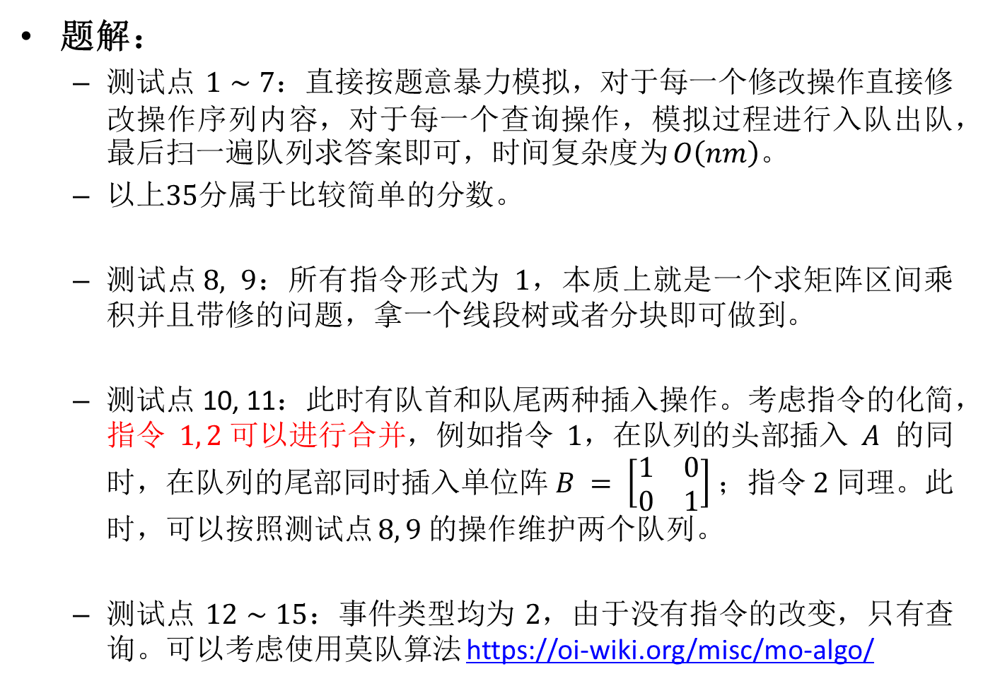 • 题解：
– 测试点 1 ~ 7：直接按题意暴力模拟，对于每一个修改操作直接修
改操作序列内容，对于每一个查询操作，模拟过程进行入队出队，
最后扫一遍队列求答案即可，时间复杂度为O(nm)。
– 以上35分属于比较简单的分数。
– 测试点 8, 9：所有指令形式为 1，本质上就是一个求矩阵区间乘
积并且带修的问题，拿一个线段树或者分块即可做到。
– 测试点 10, 11：此时有队首和队尾两种插入操作。考虑指令的化简，
指令 1, 2 可以进行合并，例如指令 1，在队列的头部插入 A 的同
时，在队列的尾部同时插入单位阵 B = [1 0
0 1]；指令 2 同理。此
时，可以按照测试点 8, 9 的操作维护两个队列。
– 测试点 12 ~ 15：事件类型均为 2，由于没有指令的改变，只有查
询。可以考虑使用莫队算法https://oi-wiki.org/misc/mo-algo/